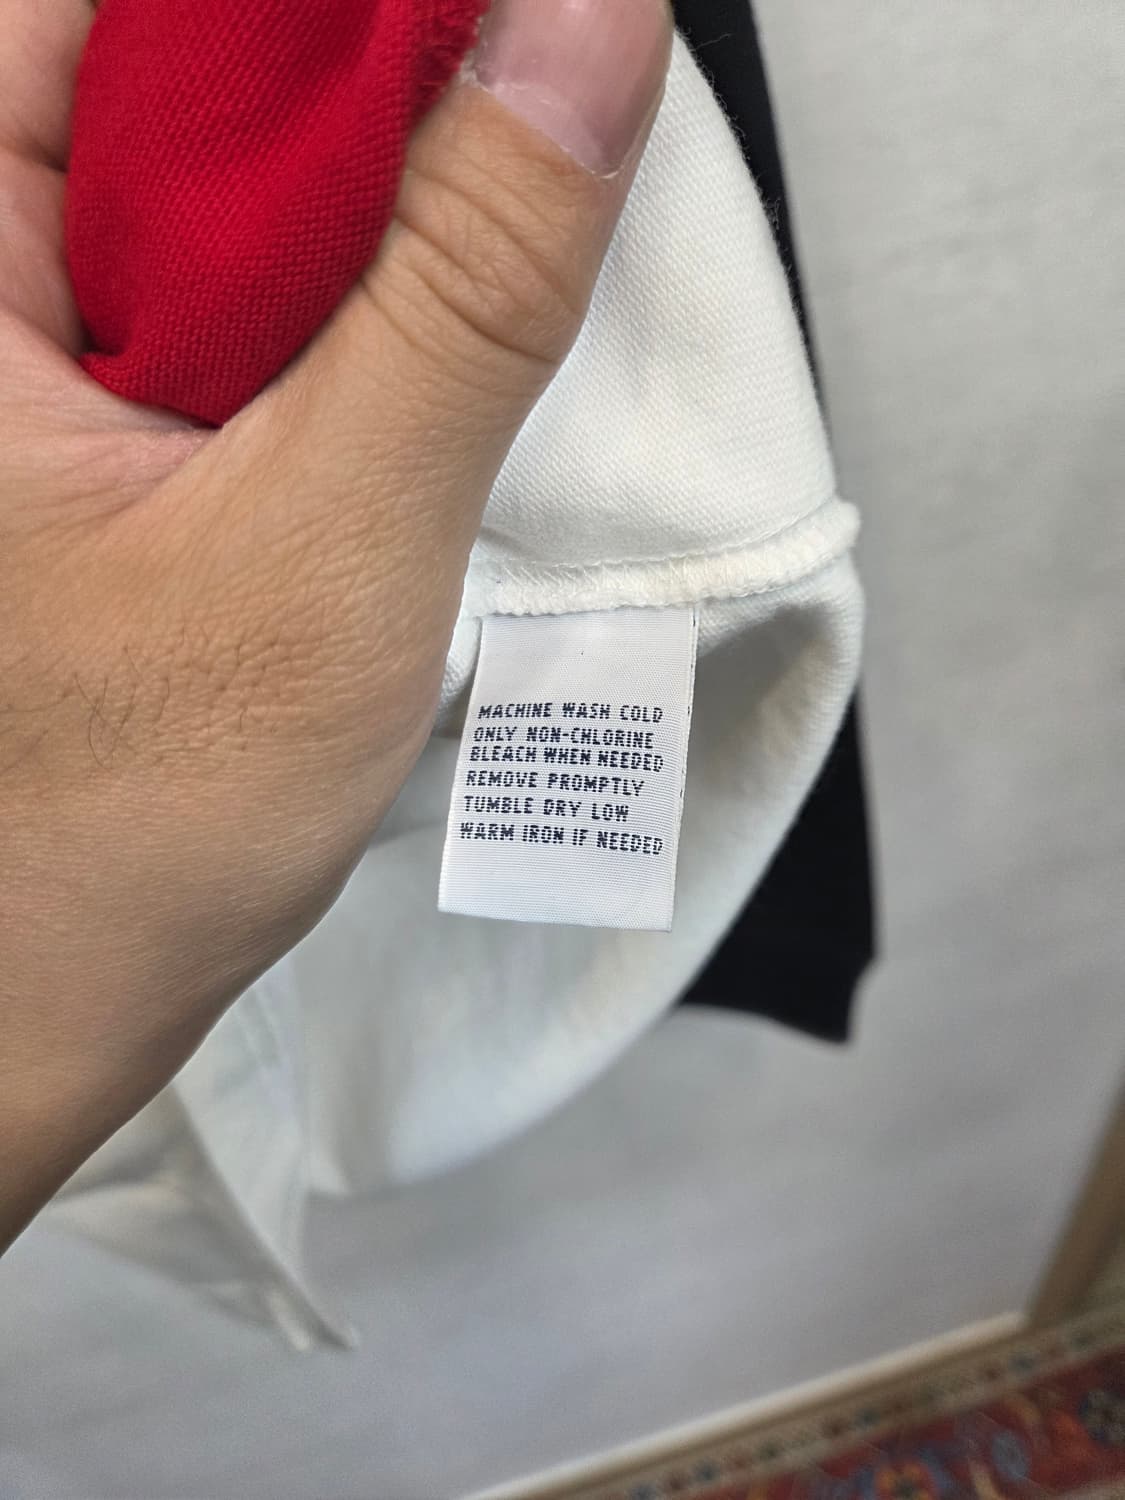 MACHINE WASH COLD
ONLY NON-CHLORINE
BLEACH WHEN NEEDED
REMOVE PROMPTLY
TUMBLE DRY LOW
WARM IRON IF NEEDED